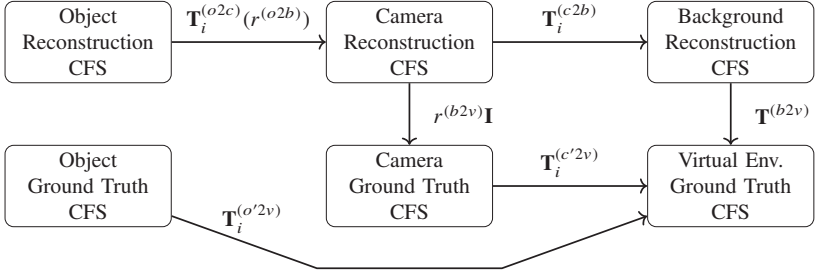 Object
Reconstruction
CFS
T_i^(o2c)(r^(o2b))
Camera
Reconstruction
CFS
T_i^(c2b)
Background
Reconstruction
CFS
r^(b2v)I
T^(b2v)
Object
Ground Truth
CFS
Camera
Ground Truth
CFS
T_i^(c′2v)
Virtual Env.
Ground Truth
CFS
T_i^(o′2v)